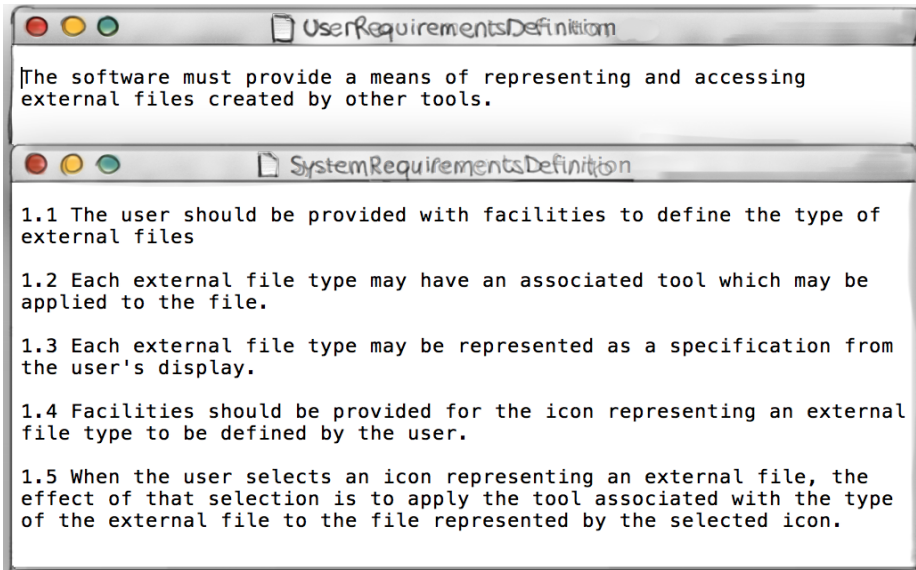 UserRequirementsDefinition
The software must provide a means of representing and accessing
external files created by other tools.
SystemRequirementsDefinition
1.1 The user should be provided with facilities to define the type of
external files
1.2 Each external file type may have an associated tool which may be
applied to the file.
1.3 Each external file type may be represented as a specification from
the user's display.
1.4 Facilities should be provided for the icon representing an external
file type to be defined by the user.
1.5 When the user selects an icon representing an external file, the
effect of that selection is to apply the tool associated with the type
of the external file to the file represented by the selected icon.